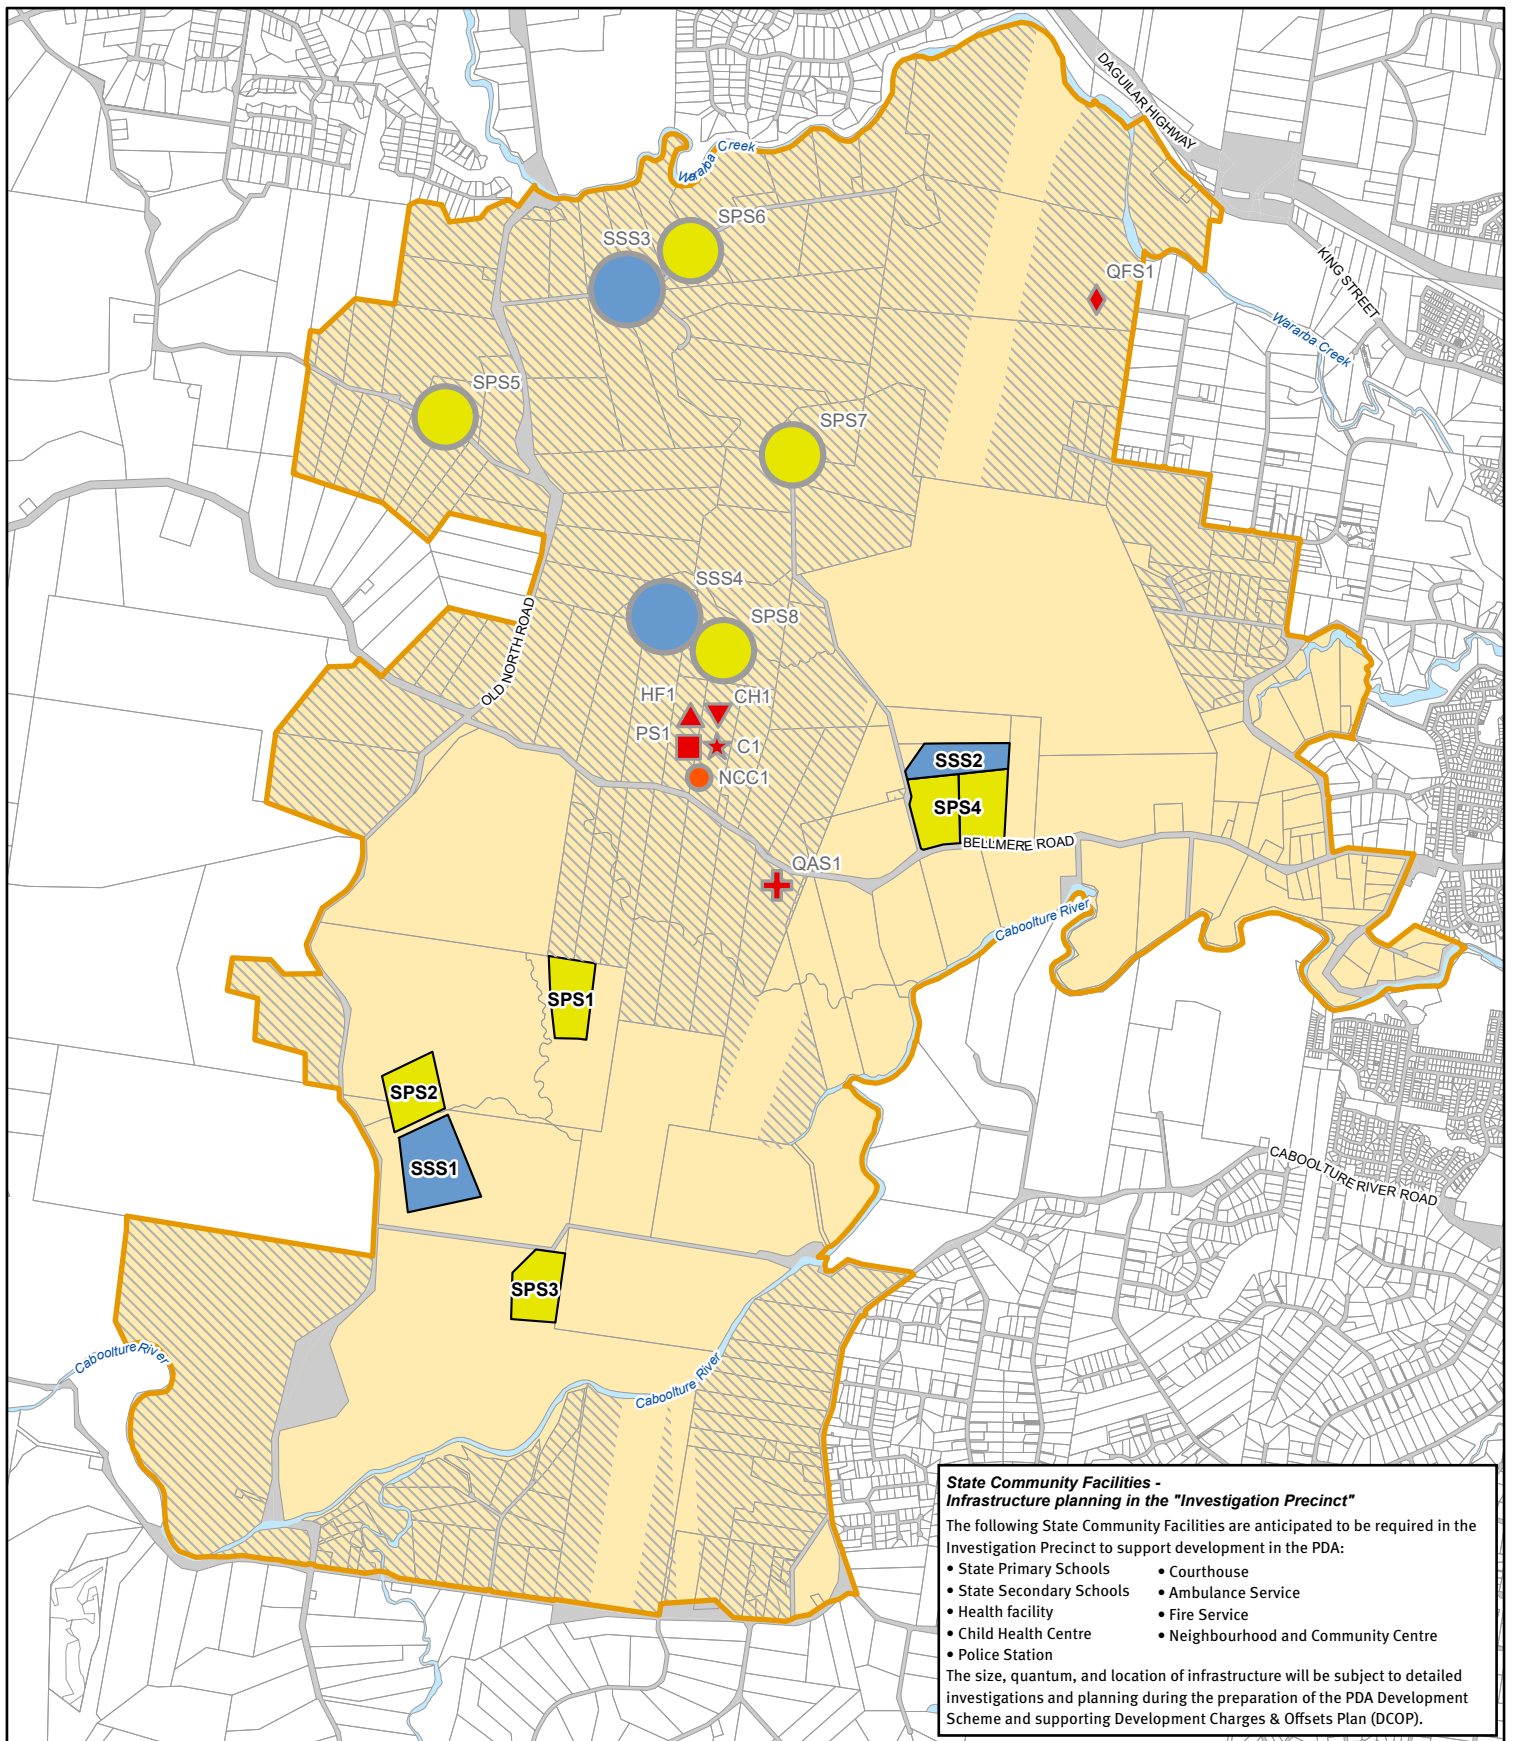 DAGUILAR HIGHWAY
Wararba Creek
SPS6
SSS3
KING STREET
QFS1
Wararba Creek
SPS5
SPS7
SSS4
SPS8
OLD NORTH ROAD
HF1
CH1
PS1
C1
NCC1
SSS2
SPS4
BELLMERE ROAD
QAS1
Caboolture River
SPS1
SPS2
SSS1
CABOOLTURE RIVER ROAD
SPS3
Caboolture River
Caboolture River
State Community Facilities -
Infrastructure planning in the "Investigation Precinct"
The following State Community Facilities are anticipated to be required in the
Investigation Precinct to support development in the PDA:
• State Primary Schools
• State Secondary Schools
• Health facility
• Child Health Centre
• Police Station
• Courthouse
• Ambulance Service
• Fire Service
• Neighbourhood and Community Centre
The size, quantum, and location of infrastructure will be subject to detailed
investigations and planning during the preparation of the PDA Development
Scheme and supporting Development Charges & Offsets Plan (DCOP).